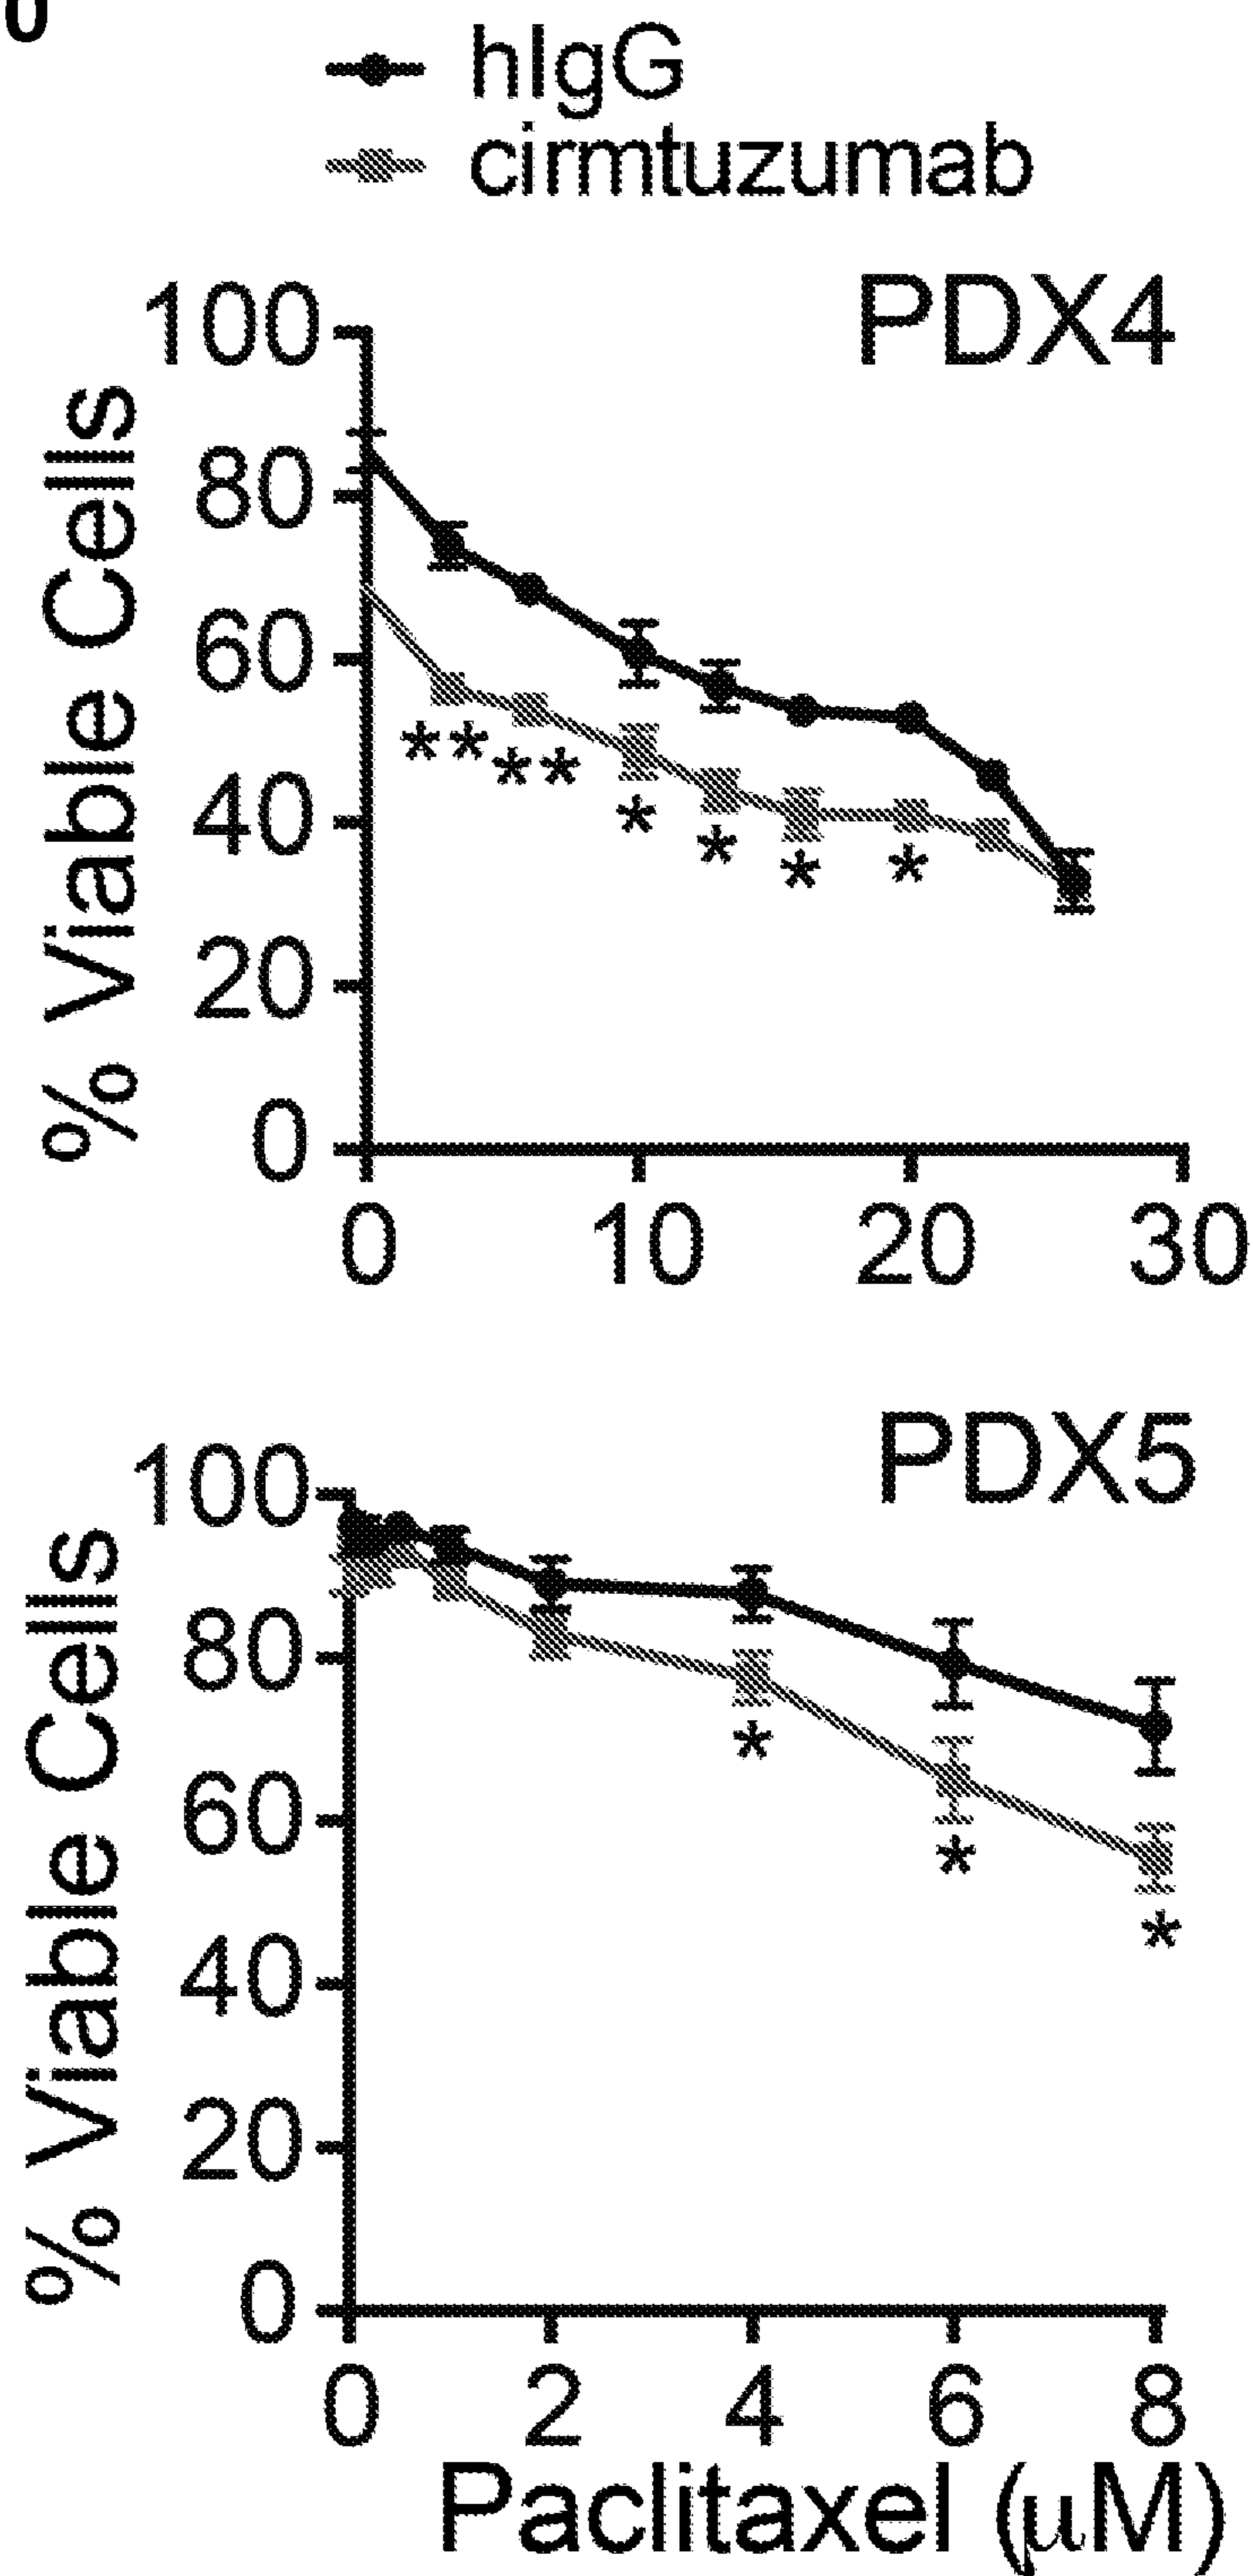 hIgG
cirmtuzumab
PDX4
100
80
60
40
20
0
% Viable Cells
**
**
*
*
*
*
0 10 20 30
PDX5
100
80
60
40
20
0
% Viable Cells
*
*
*
0 2 4 6 8
Paclitaxel (μM)